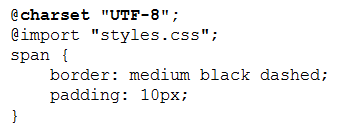 @charset "UTF-8";
@import "styles.css";
span {
    border: medium black dashed;
    padding: 10px;
}